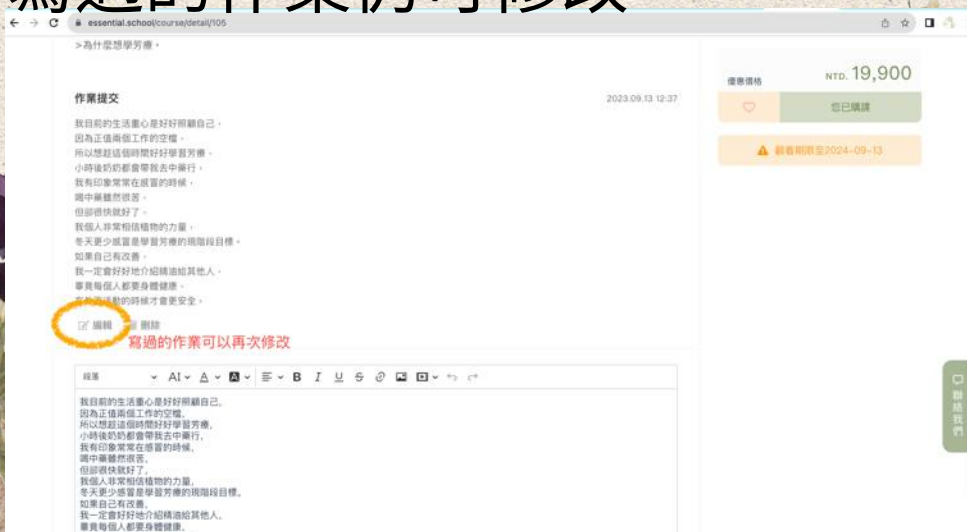 寫過的作業仍可修改
essential.school/course/detail/105
>為什麼想學芳療。
優惠價格
NTD. 19,900
作業提交
2023.09.13 12:37
您已購課
觀看期限至2024-09-13
我目前的生活重心是好好照顧自己。
因為正值兩個工作的空檔。
所以想趁這個時間好好學習芳療。
小時後奶奶都會帶我去中藥行。
我有印象常常在感冒的時候。
喝中藥雖然很苦。
但卻很快就好了。
我個人非常相信植物的力量。
冬天更少感冒是學習芳療的現階段目標。
如果自己有改善。
我一定會好好地介紹精油給其他人。
畢竟每個人都要身體健康。
動的時候才會更安全。
編輯
刪除
寫過的作業可以再次修改
段落
AI
A
A
B
I
U
S
我目前的生活重心是好好照顧自己,
因為正值兩個工作的空檔,
所以想趁這個時間好好學習芳療,
小時後奶奶都會帶我去中藥行,
我有印象常常在感冒的時候,
喝中藥雖然很苦,
但卻很快就好了,
我個人非常相信植物的力量,
冬天更少感冒是學習芳療的現階段目標。
如果自己有改善,
我一定會好好地介紹精油給其他人,
畢竟每個人都要身體健康,
聯絡我們